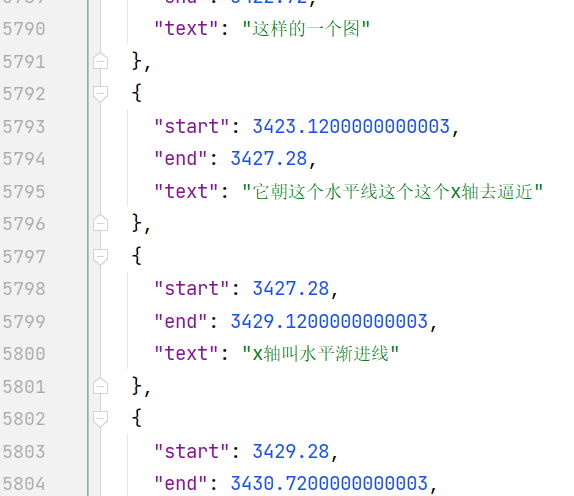 5790 "text": "这样的一个图"
5791 },
5792 {
5793 "start": 3423.1200000000003,
5794 "end": 3427.28,
5795 "text": "它朝这个水平线这个这个x轴去逼近"
5796 },
5797 {
5798 "start": 3427.28,
5799 "end": 3429.1200000000003,
5800 "text": "x轴叫水平渐进线"
5801 },
5802 {
5803 "start": 3429.28,
5804 "end": 3430.7200000000003,